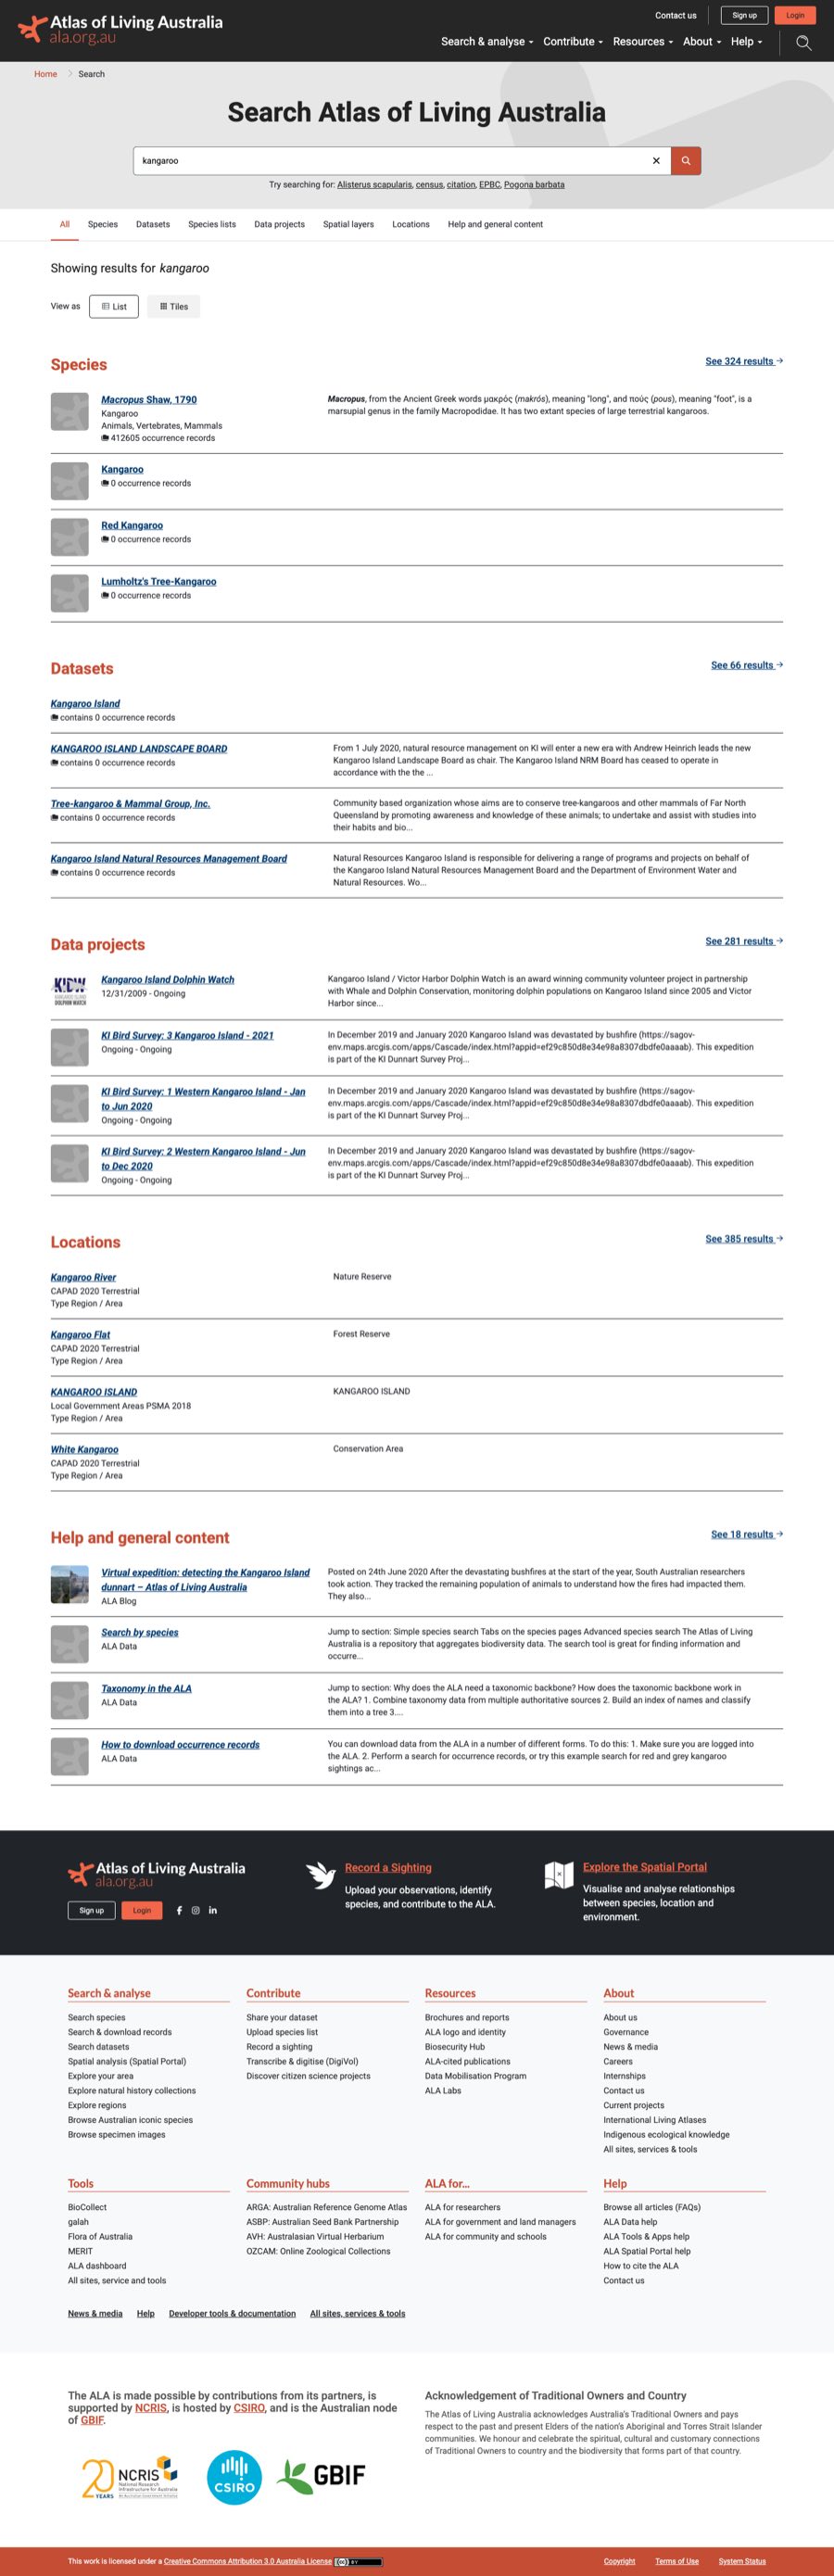 Atlas of Living Australia
ala.org.au
Contact us
Sign up
Login
Search & analyse
Contribute
Resources
About
Help
Home > Search
Search Atlas of Living Australia
kangaroo
Try searching for: Alisterus scapularis, census, citation, EPBC, Pogona barbata
All Species Datasets Species lists Data projects Spatial layers Locations Help and general content
Showing results for kangaroo
View as List Tiles
Species
See 324 results →
Macropus Shaw, 1790
Kangaroo
Animals, Vertebrates, Mammals
412605 occurrence records
Macropus, from the Ancient Greek words μακρός (makrós), meaning "long", and πούς (pous), meaning "foot", is a
marsupial genus in the family Macropodidae. It has two extant species of large terrestrial kangaroos.
Kangaroo
0 occurrence records
Red Kangaroo
0 occurrence records
Lumholtz's Tree-Kangaroo
0 occurrence records
Datasets
See 66 results →
Kangaroo Island
contains 0 occurrence records
KANGAROO ISLAND LANDSCAPE BOARD
contains 0 occurrence records
From 1 July 2020, natural resource management on KI will enter a new era with Andrew Heinrich leads the new
Kangaroo Island Landscape Board as chair. The Kangaroo Island NRM Board has ceased to operate in
accordance with the the ...
Tree-kangaroo & Mammal Group, Inc.
contains 0 occurrence records
Community based organization whose aims are to conserve tree-kangaroos and other mammals of Far North
Queensland by promoting awareness and knowledge of these animals; to undertake and assist with studies into
their habits and bio...
Kangaroo Island Natural Resources Management Board
contains 0 occurrence records
Natural Resources Kangaroo Island is responsible for delivering a range of programs and projects on behalf of
the Kangaroo Island Natural Resources Management Board and the Department of Environment Water and
Natural Resources. Wo...
Data projects
See 281 results →
KIDW
KANGAROO ISLAND
DOLPHIN WATCH
Kangaroo Island Dolphin Watch
12/31/2009 - Ongoing
Kangaroo Island / Victor Harbor Dolphin Watch is an award winning community volunteer project in partnership
with Whale and Dolphin Conservation, monitoring dolphin populations on Kangaroo Island since 2005 and Victor
Harbor since...
KI Bird Survey: 3 Kangaroo Island - 2021
Ongoing - Ongoing
In December 2019 and January 2020 Kangaroo Island was devastated by bushfire (https://sagov-
env.maps.arcgis.com/apps/Cascade/index.html?appid=ef29c850d8e34e98a8307dbdfe0aaaab). This expedition
is part of the KI Dunnart Survey Proj...
KI Bird Survey: 1 Western Kangaroo Island - Jan
to Jun 2020
Ongoing - Ongoing
In December 2019 and January 2020 Kangaroo Island was devastated by bushfire (https://sagov-
env.maps.arcgis.com/apps/Cascade/index.html?appid=ef29c850d8e34e98a8307dbdfe0aaaab). This expedition
is part of the KI Dunnart Survey Proj...
KI Bird Survey: 2 Western Kangaroo Island - Jun
to Dec 2020
Ongoing - Ongoing
In December 2019 and January 2020 Kangaroo Island was devastated by bushfire (https://sagov-
env.maps.arcgis.com/apps/Cascade/index.html?appid=ef29c850d8e34e98a8307dbdfe0aaaab). This expedition
is part of the KI Dunnart Survey Proj...
Locations
See 385 results →
Kangaroo River
CAPAD 2020 Terrestrial
Type Region / Area
Nature Reserve
Kangaroo Flat
CAPAD 2020 Terrestrial
Type Region / Area
Forest Reserve
KANGAROO ISLAND
Local Government Areas PSMA 2018
Type Region / Area
KANGAROO ISLAND
White Kangaroo
CAPAD 2020 Terrestrial
Type Region / Area
Conservation Area
Help and general content
See 18 results →
Virtual expedition: detecting the Kangaroo Island
dunnart – Atlas of Living Australia
ALA Blog
Posted on 24th June 2020 After the devastating bushfires at the start of the year, South Australian researchers
took action. They tracked the remaining population of animals to understand how the fires had impacted them.
They also...
Search by species
ALA Data
Jump to section: Simple species search Tabs on the species pages Advanced species search The Atlas of Living
Australia is a repository that aggregates biodiversity data. The search tool is great for finding information and
occurre...
Taxonomy in the ALA
ALA Data
Jump to section: Why does the ALA need a taxonomic backbone? How does the taxonomic backbone work in
the ALA? 1. Combine taxonomy data from multiple authoritative sources 2. Build an index of names and classify
them into a tree 3....
How to download occurrence records
ALA Data
You can download data from the ALA in a number of different forms. To do this: 1. Make sure you are logged into
the ALA. 2. Perform a search for occurrence records, or try this example search for red and grey kangaroo
sightings ac...
Atlas of Living Australia
ala.org.au
Sign up
Login
Record a Sighting
Upload your observations, identify
species, and contribute to the ALA.
Explore the Spatial Portal
Visualise and analyse relationships
between species, location and
environment.
Search & analyse
Search species
Search & download records
Search datasets
Spatial analysis (Spatial Portal)
Explore your area
Explore natural history collections
Explore regions
Browse Australian iconic species
Browse specimen images
Contribute
Share your dataset
Upload species list
Record a sighting
Transcribe & digitise (DigiVol)
Discover citizen science projects
Resources
Brochures and reports
ALA logo and identity
Biosecurity Hub
ALA-cited publications
Data Mobilisation Program
ALA Labs
About
About us
Governance
News & media
Careers
Internships
Contact us
Current projects
International Living Atlases
Indigenous ecological knowledge
All sites, services & tools
Tools
BioCollect
galah
Flora of Australia
MERIT
ALA dashboard
All sites, service and tools
Community hubs
ARGA: Australian Reference Genome Atlas
ASBP: Australian Seed Bank Partnership
AVH: Australasian Virtual Herbarium
OZCAM: Online Zoological Collections
ALA for...
ALA for researchers
ALA for government and land managers
ALA for community and schools
Help
Browse all articles (FAQs)
ALA Data help
ALA Tools & Apps help
ALA Spatial Portal help
How to cite the ALA
Contact us
News & media Help Developer tools & documentation All sites, services & tools
The ALA is made possible by contributions from its partners, is
supported by NCRIS, is hosted by CSIRO, and is the Australian node
of GBIF.
20
YEARS
NCRIS
National Research
Infrastructure for Australia
An Australian Government Initiative
CSIRO
GBIF
Acknowledgement of Traditional Owners and Country
The Atlas of Living Australia acknowledges Australia's Traditional Owners and pays
respect to the past and present Elders of the nation's Aboriginal and Torres Strait Islander
communities. We honour and celebrate the spiritual, cultural and customary connections
of Traditional Owners to country and the biodiversity that forms part of that country.
This work is licensed under a Creative Commons Attribution 3.0 Australia License (cc) BY
Copyright Terms of Use System Status